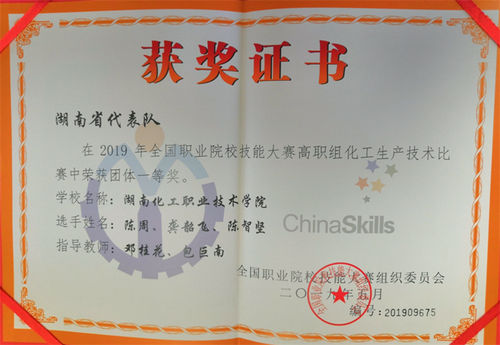 获奖证书
湖南省代表队
在2019年全国职业院校技能大赛高职组化工生产技术比
赛中荣获团体一等奖。
学校名称：湖南化工职业技术学院
选手姓名：陈周、龚韶飞、陈智坚
指导教师：邓桂花、包巨南
ChinaSkills
全国职业院校技能大赛组织委员会
二〇一九年五月
编号:201909675